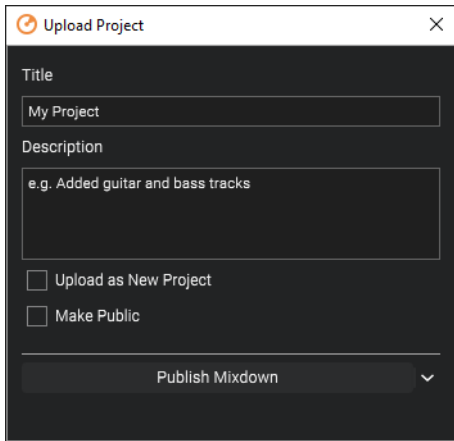 Upload Project
Title
My Project
Description
e.g. Added guitar and bass tracks
Upload as New Project
Make Public
Publish Mixdown